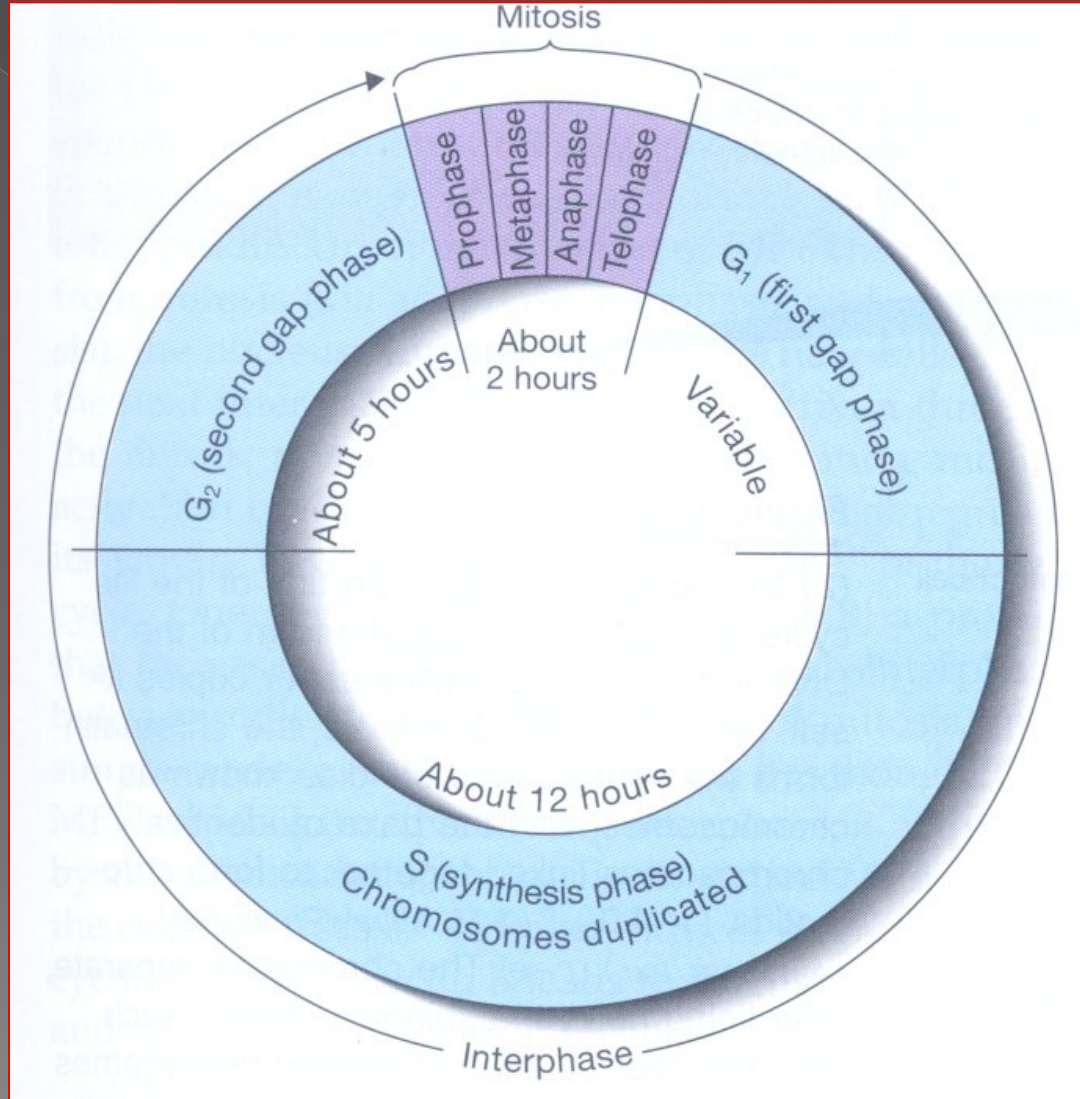 Mitosis
Prophase
Metaphase
Anaphase
Telophase
G₁ (first gap phase)
Variable
About
2 hours
G₂ (second gap phase)
About 5 hours
About 12 hours
S (synthesis phase)
Chromosomes duplicated
Interphase